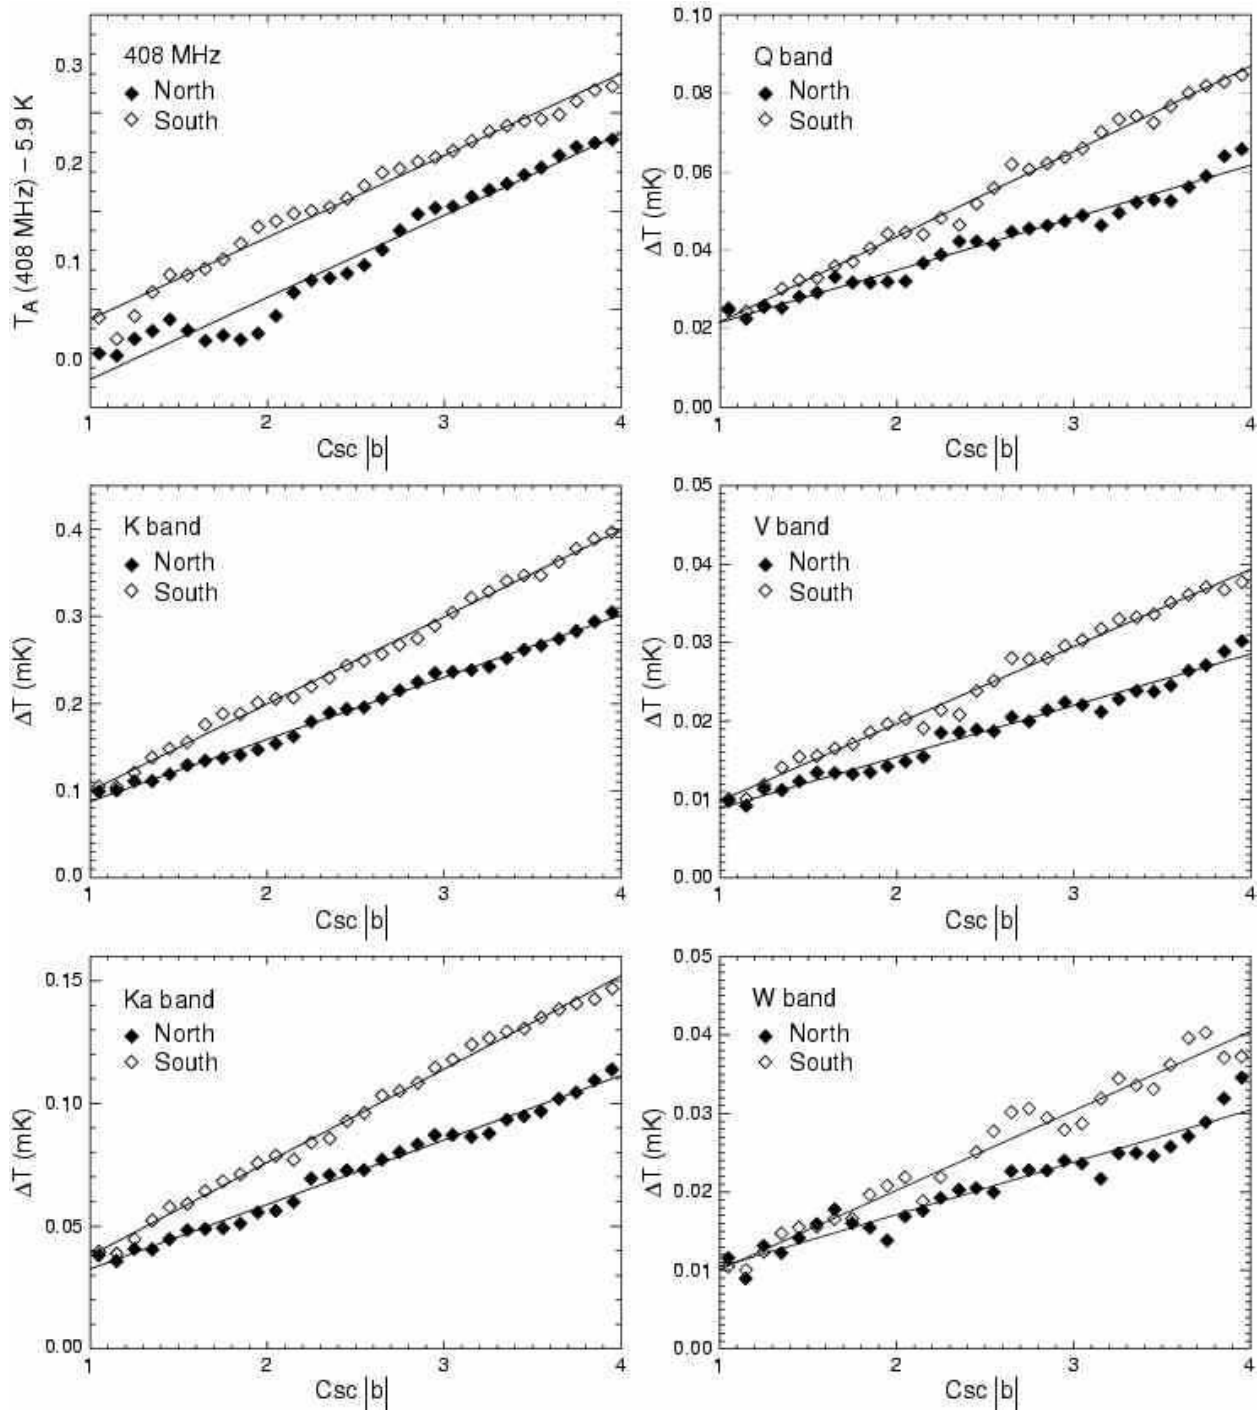 408 MHz
North
South
0.3
0.2
0.1
0.0
T_A (408 MHz) – 5.9 K
1 2 3 4
Csc |b|
Q band
North
South
0.10
0.08
0.06
0.04
0.02
0.00
ΔT (mK)
1 2 3 4
Csc |b|
K band
North
South
0.4
0.3
0.2
0.1
0.0
ΔT (mK)
1 2 3 4
Csc |b|
V band
North
South
0.05
0.04
0.03
0.02
0.01
0.00
ΔT (mK)
1 2 3 4
Csc |b|
Ka band
North
South
0.15
0.10
0.05
0.00
ΔT (mK)
1 2 3 4
Csc |b|
W band
North
South
0.05
0.04
0.03
0.02
0.01
0.00
ΔT (mK)
1 2 3 4
Csc |b|